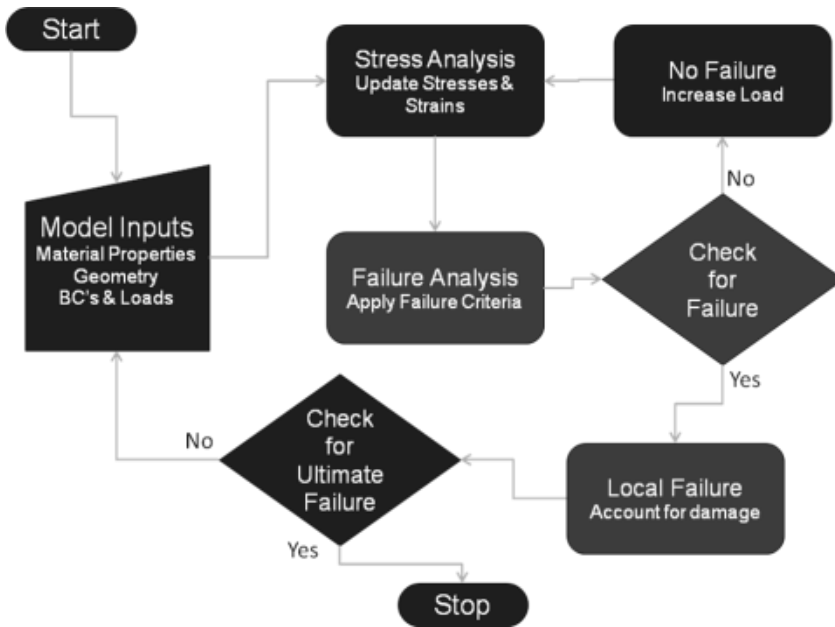 Start
Stress Analysis
Update Stresses &
Strains
No Failure
Increase Load
No
Model Inputs
Material Properties
Geometry
BC's & Loads
Failure Analysis
Apply Failure Criteria
Check
for
Failure
Yes
No
Check
for
Ultimate
Failure
Local Failure
Account for damage
Yes
Stop